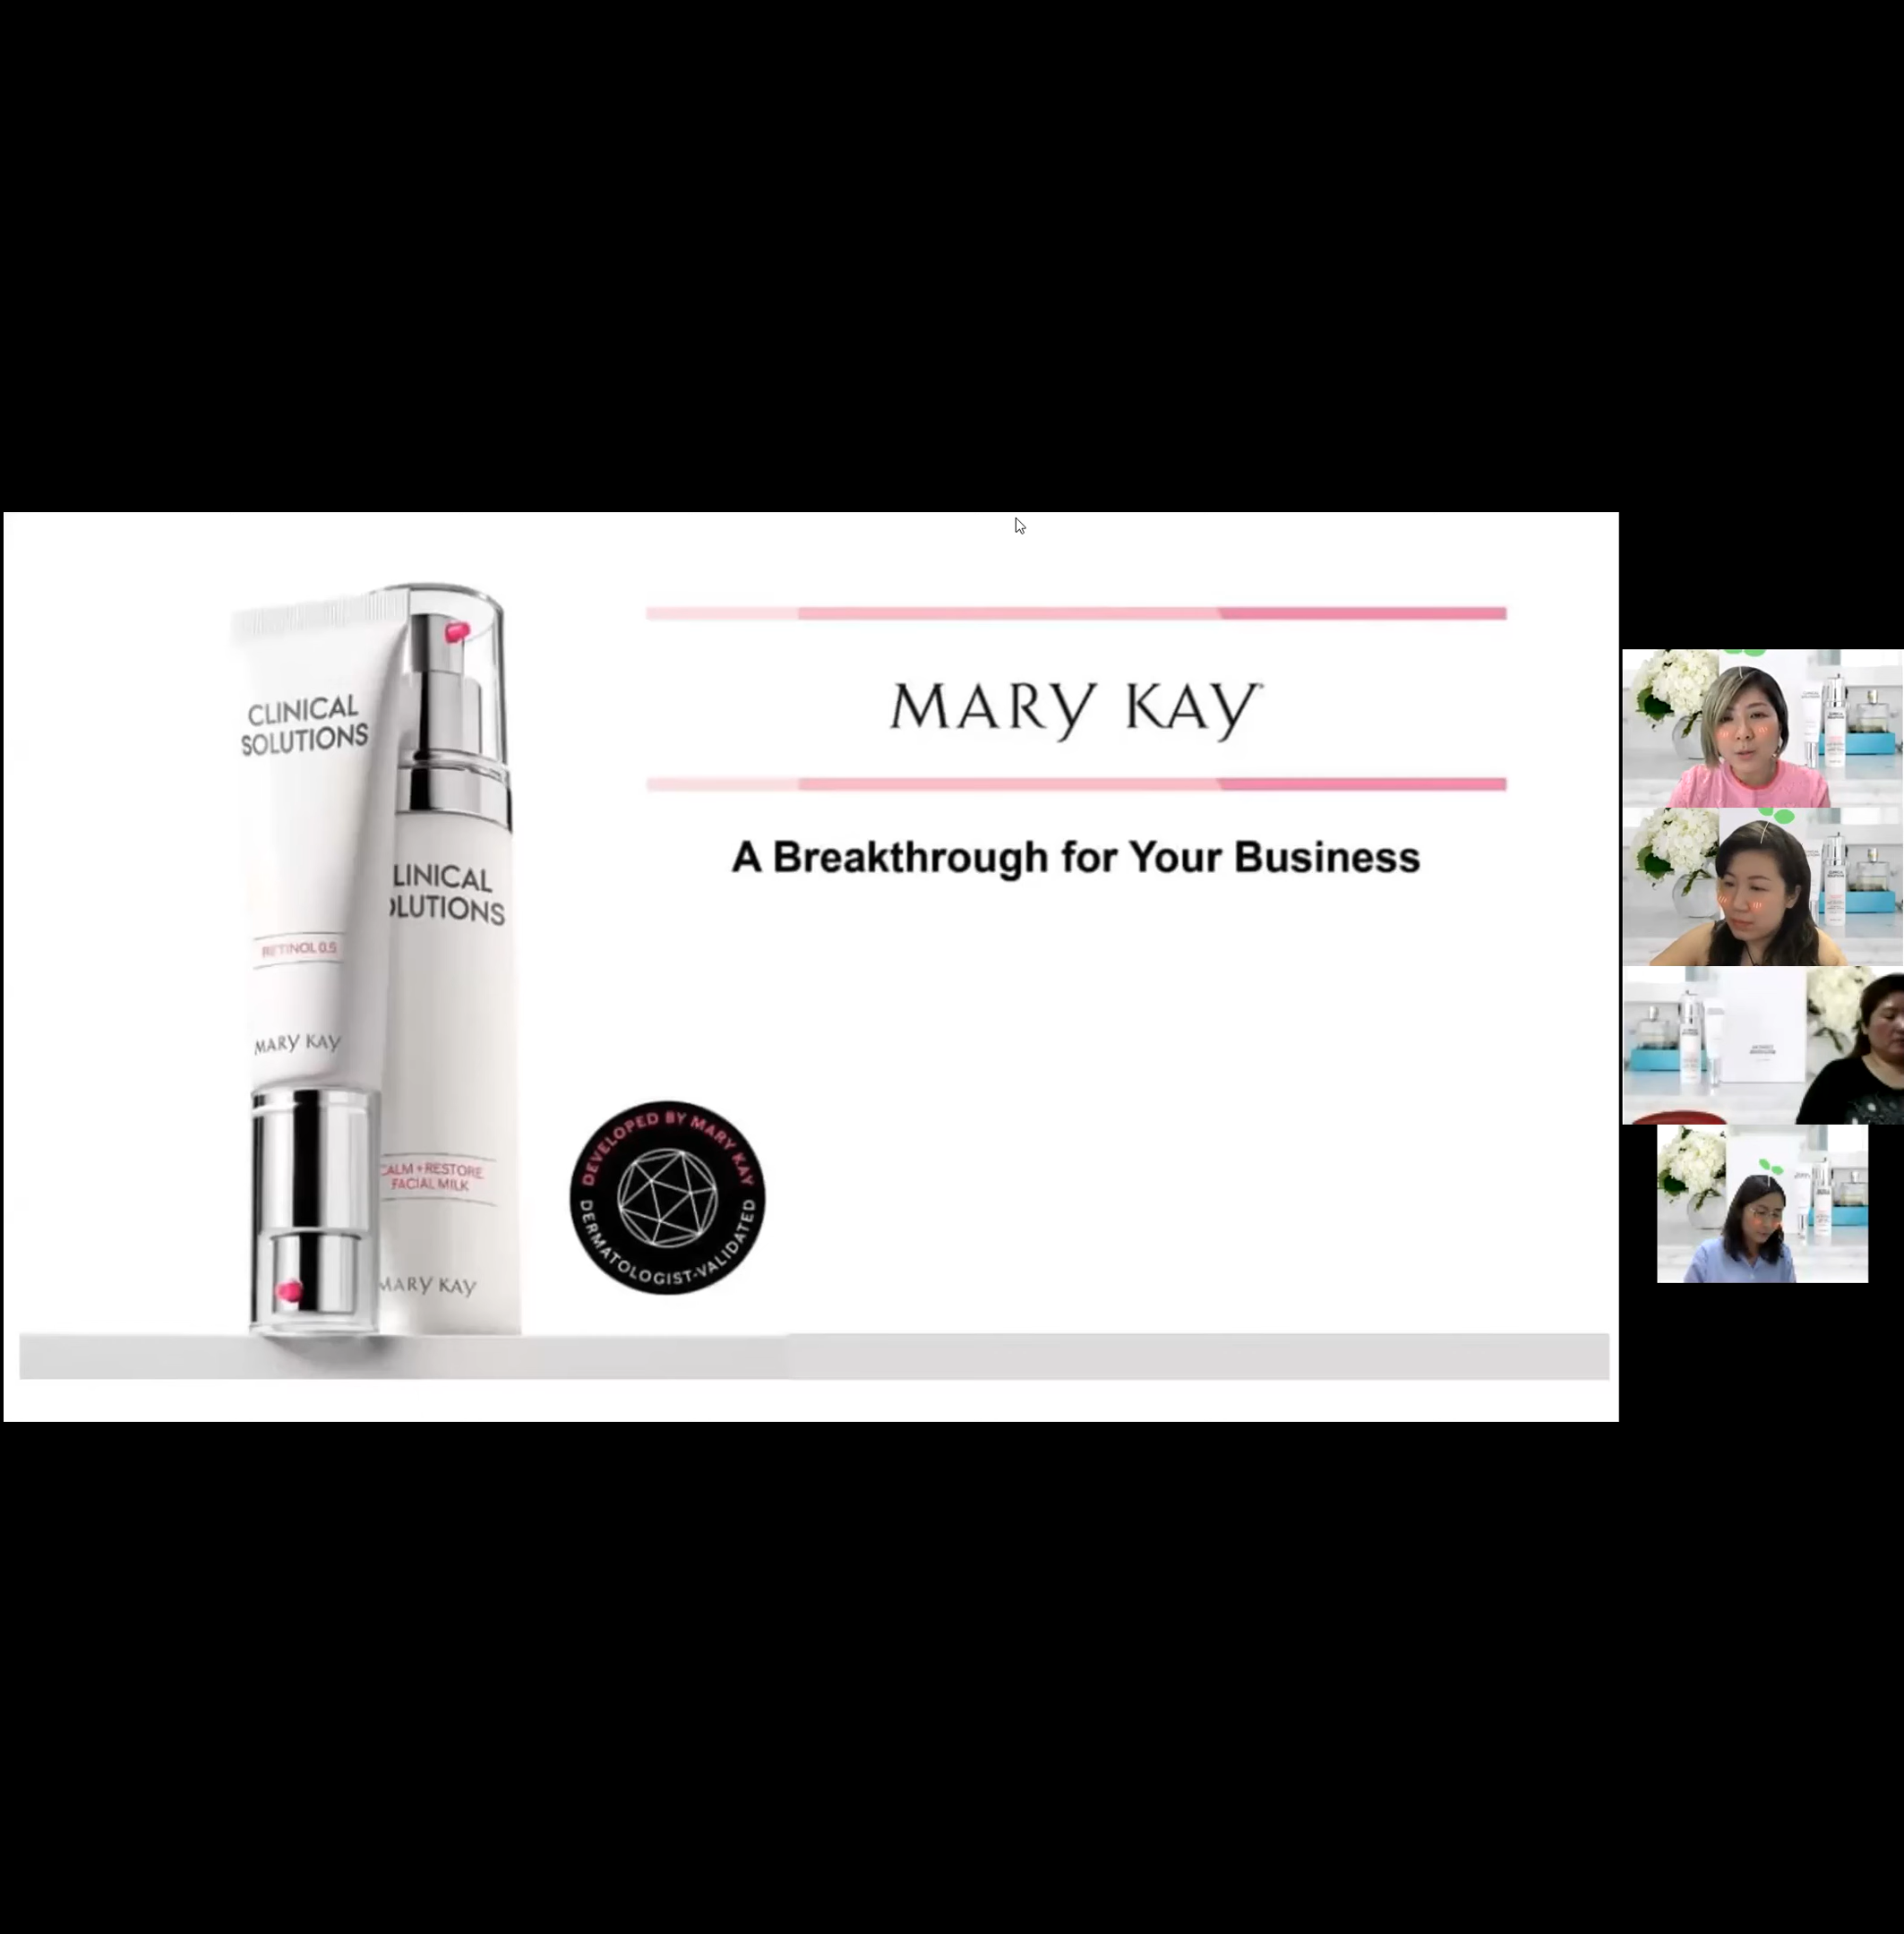 CLINICAL
SOLUTIONS
RETINOL 0.5
MARY KAY
LINICAL
OLUTIONS
CALM + RESTORE
FACIAL MILK
MARY KAY
MARY KAY
A Breakthrough for Your Business
DEVELOPED BY MARY KAY
DERMATOLOGIST-VALIDATED